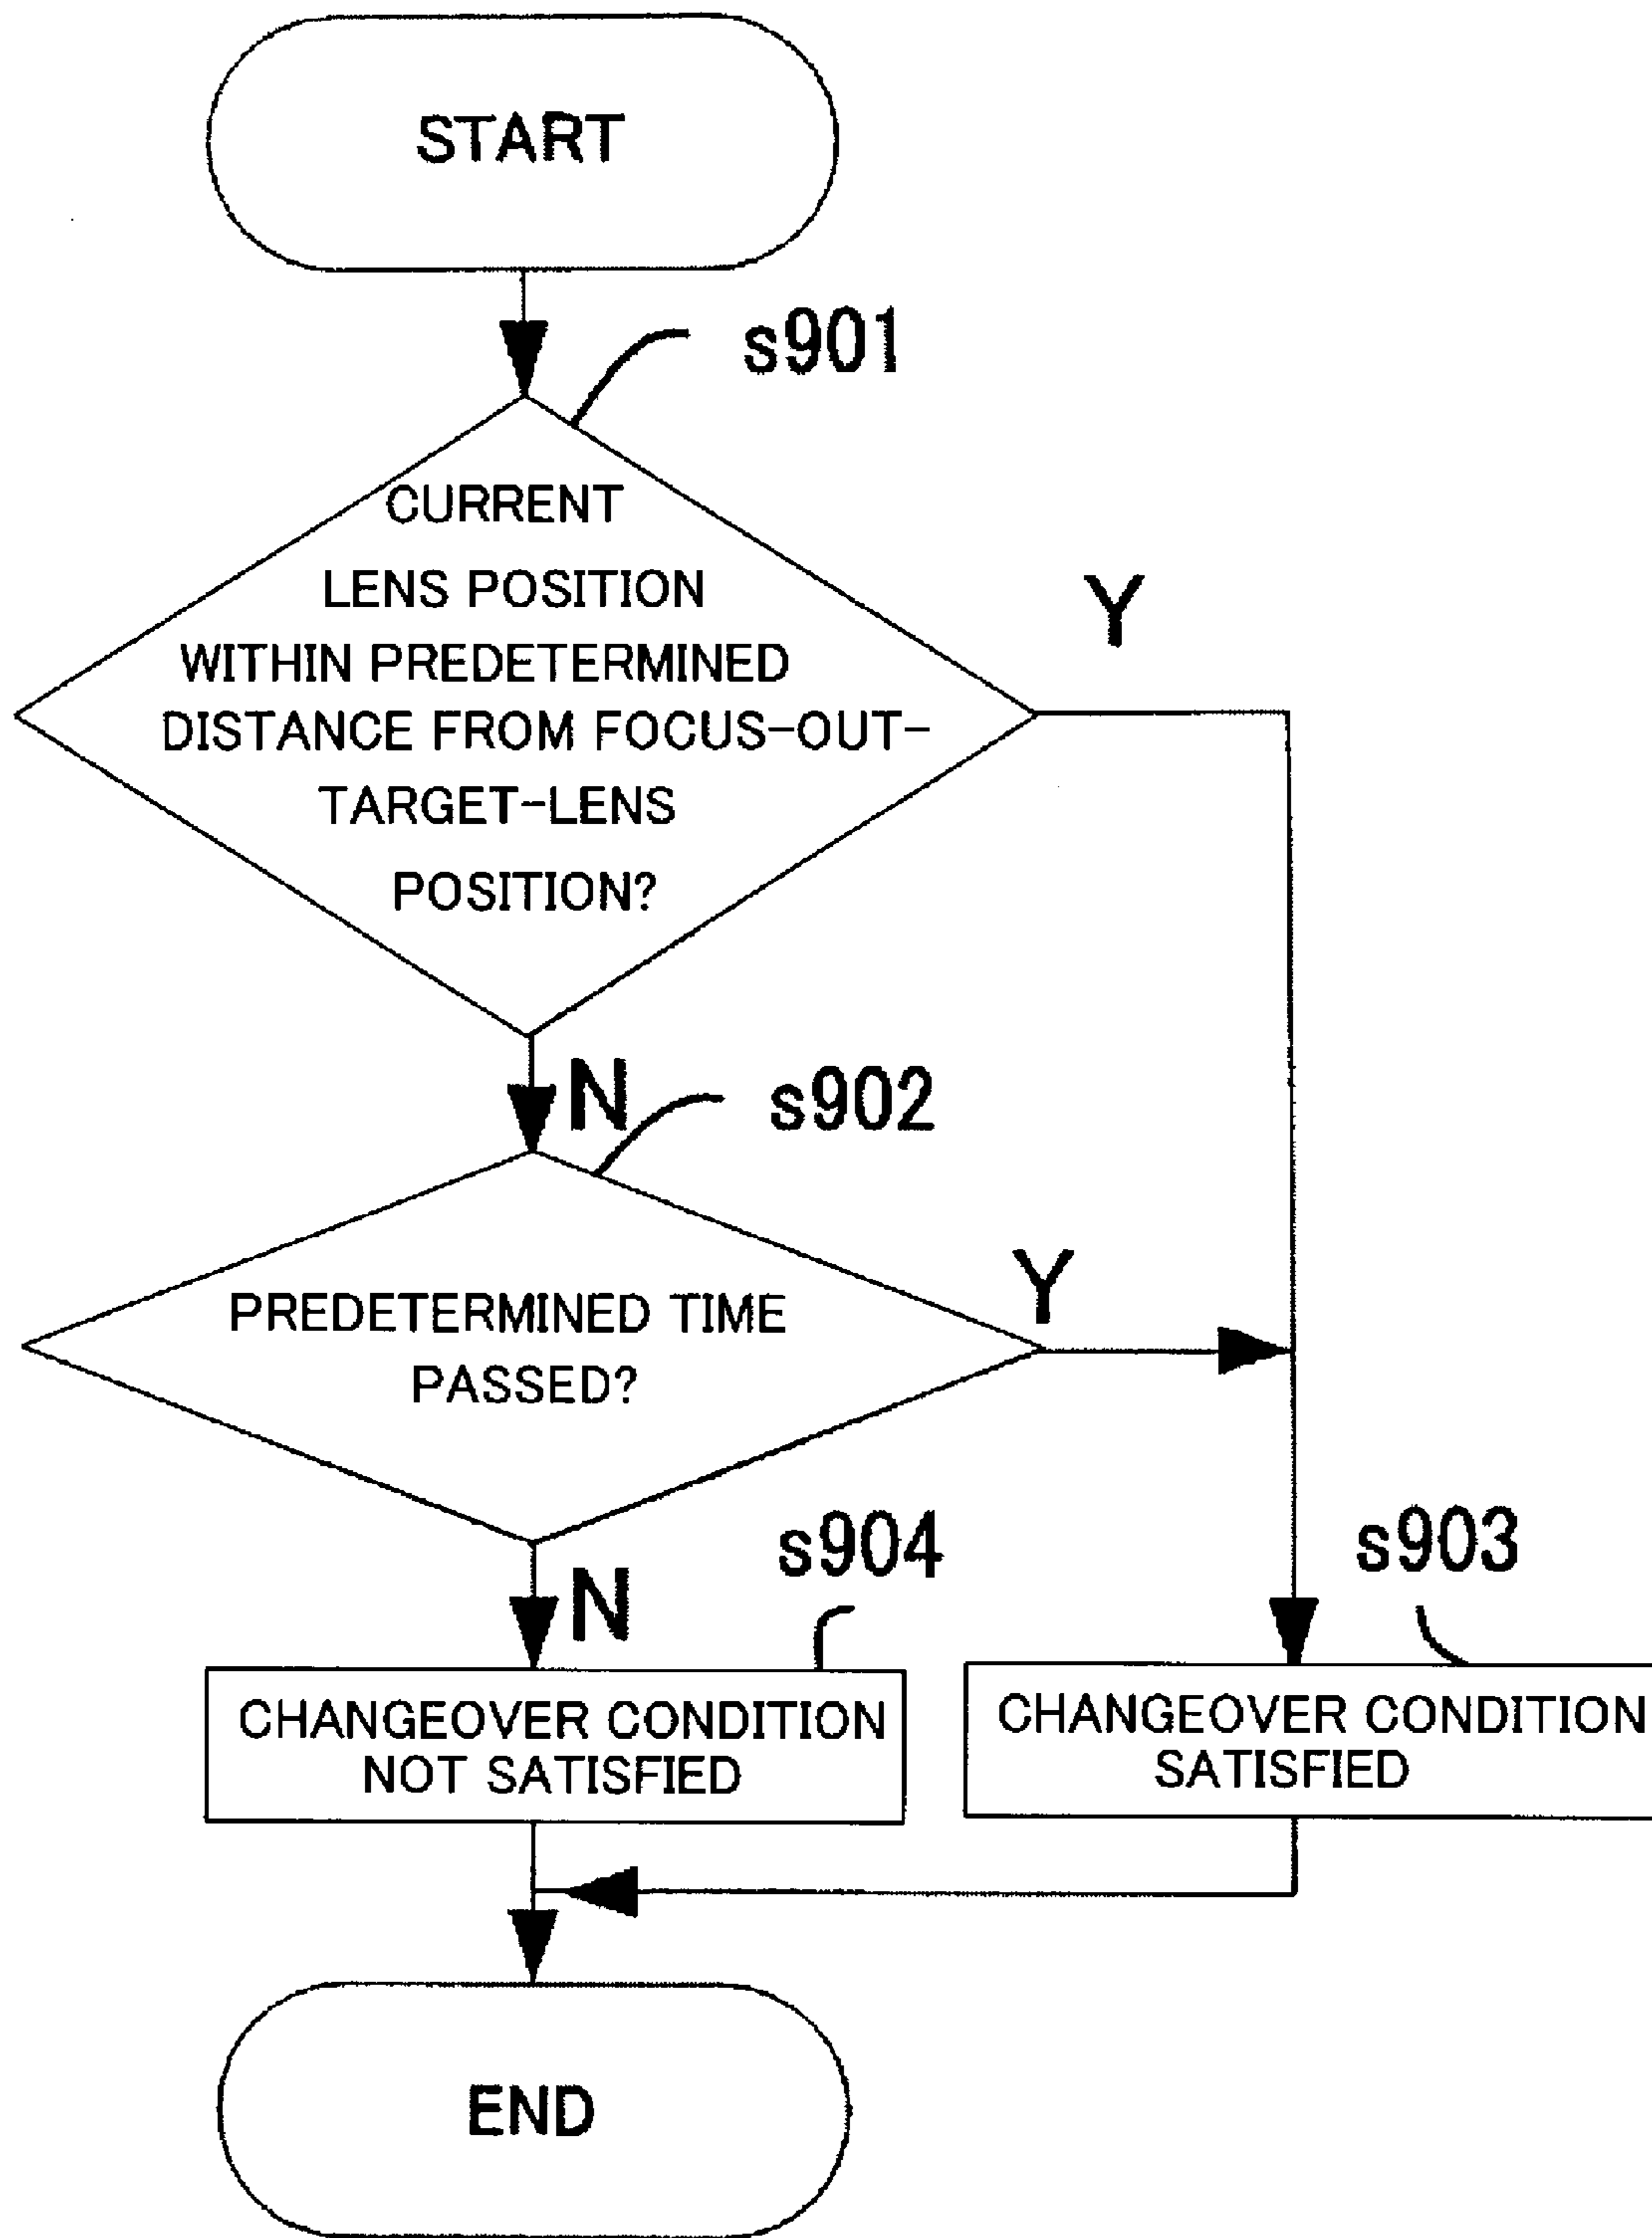 START
s901
CURRENT
LENS POSITION
WITHIN PREDETERMINED
DISTANCE FROM FOCUS-OUT-
TARGET-LENS
POSITION?
Y
N
s902
PREDETERMINED TIME
PASSED?
Y
N
s904
s903
CHANGEOVER CONDITION
NOT SATISFIED
CHANGEOVER CONDITION
SATISFIED
END